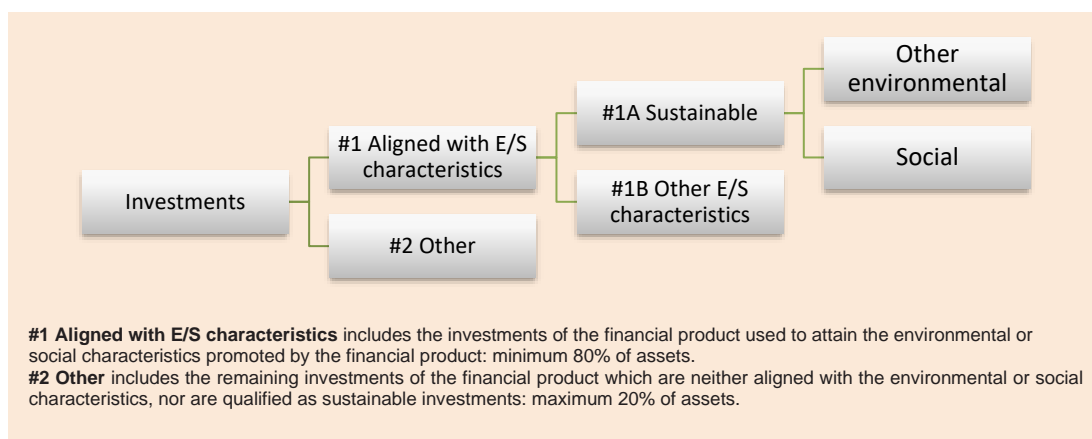 Other
environmental
#1A Sustainable
#1 Aligned with E/S
characteristics
Social
Investments
#1B Other E/S
characteristics
#2 Other
#1 Aligned with E/S characteristics includes the investments of the financial product used to attain the environmental or
social characteristics promoted by the financial product: minimum 80% of assets.
#2 Other includes the remaining investments of the financial product which are neither aligned with the environmental or social
characteristics, nor are qualified as sustainable investments: maximum 20% of assets.